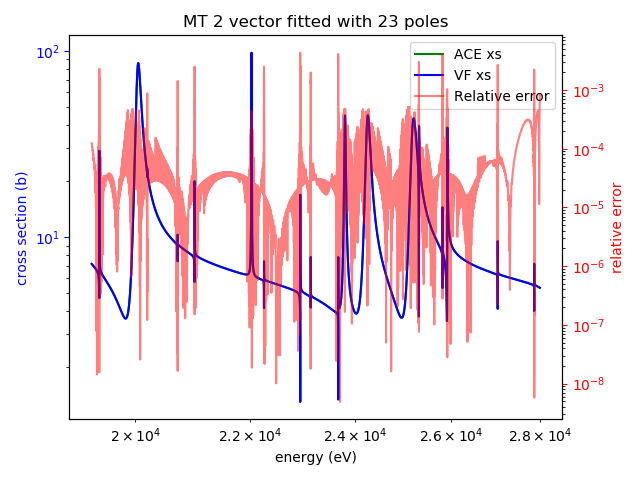 MT 2 vector fitted with 23 poles
ACE xs
VF xs
Relative error
cross section (b)
10²
10¹
relative error
10⁻³
10⁻⁴
10⁻⁵
10⁻⁶
10⁻⁷
10⁻⁸
2 × 10⁴ 2.2 × 10⁴ 2.4 × 10⁴ 2.6 × 10⁴ 2.8 × 10⁴
energy (eV)